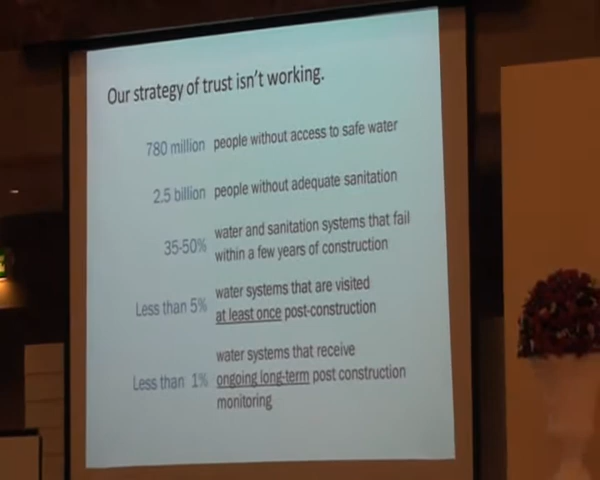 Our strategy of trust isn't working.
780 million people without access to safe water
2.5 billion people without adequate sanitation
35-50% water and sanitation systems that fail
within a few years of construction
Less than 5% water systems that are visited
at least once post-construction
Less than 1% water systems that receive
ongoing long-term post construction
monitoring